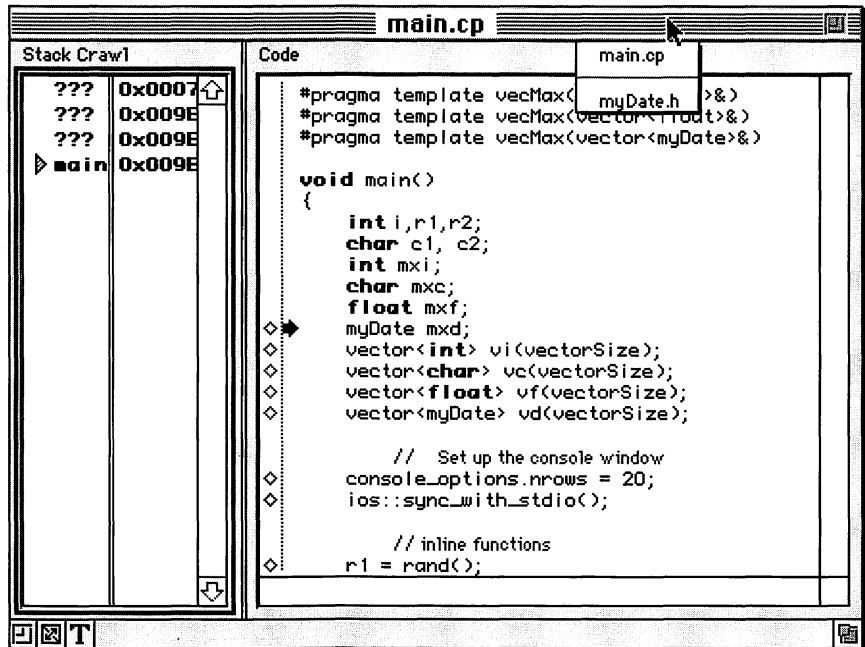 main.cp
Stack Crawl
??? 0x0007
??? 0x009E
??? 0x009E
main 0x009E
Code
main.cp
myDate.h
#pragma template vecMax( >&)
#pragma template vecMax(vector<float>&)
#pragma template vecMax(vector<myDate>&)
void main()
{
int i,r1,r2;
char c1, c2;
int mxi;
char mxc;
float mxf;
myDate mxd;
vector<int> vi(vectorSize);
vector<char> vc(vectorSize);
vector<float> vf(vectorSize);
vector<myDate> vd(vectorSize);
// Set up the console window
console_options.nrows = 20;
ios::sync_with_stdio();
// inline functions
r1 = rand();
T